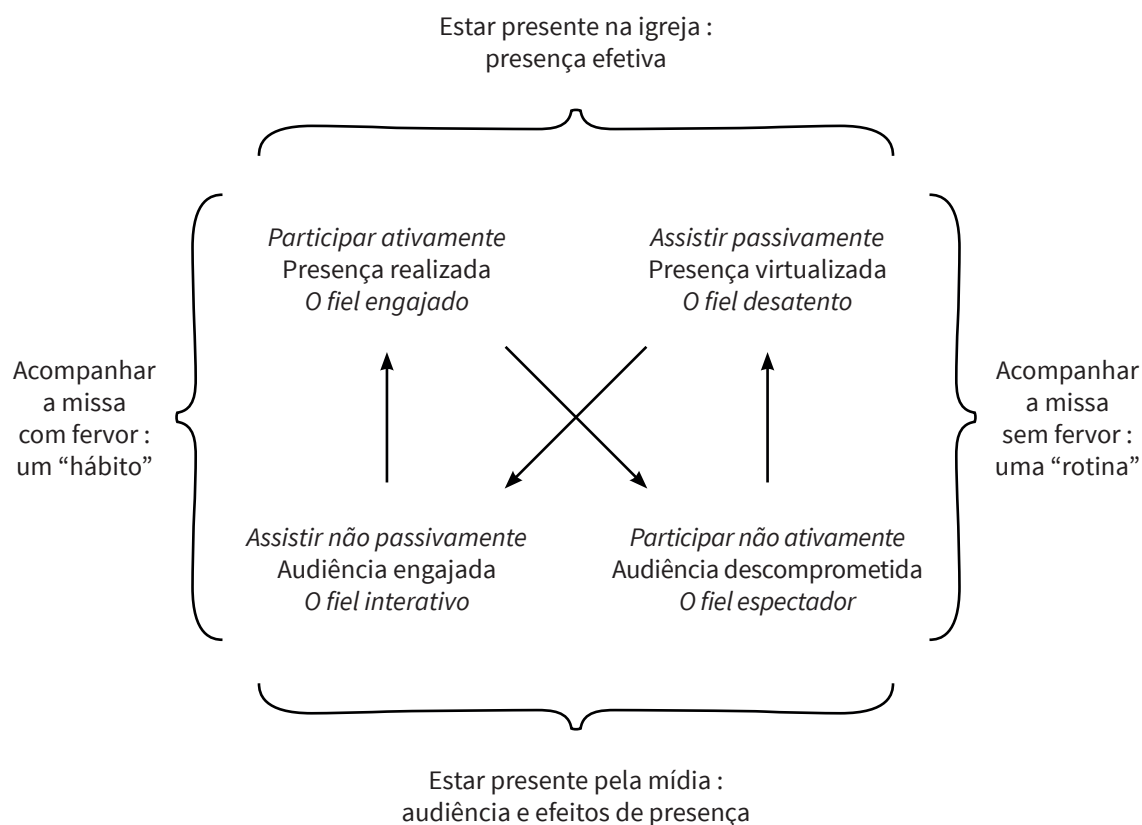 Estar presente na igreja :
presença efetiva
Participar ativamente
Presença realizada
O fiel engajado
Assistir passivamente
Presença virtualizada
O fiel desatento
Acompanhar
a missa
com fervor :
um “hábito”
Acompanhar
a missa
sem fervor :
uma “rotina”
Assistir não passivamente
Audiência engajada
O fiel interativo
Participar não ativamente
Audiência descomprometida
O fiel espectador
Estar presente pela mídia :
audiência e efeitos de presença